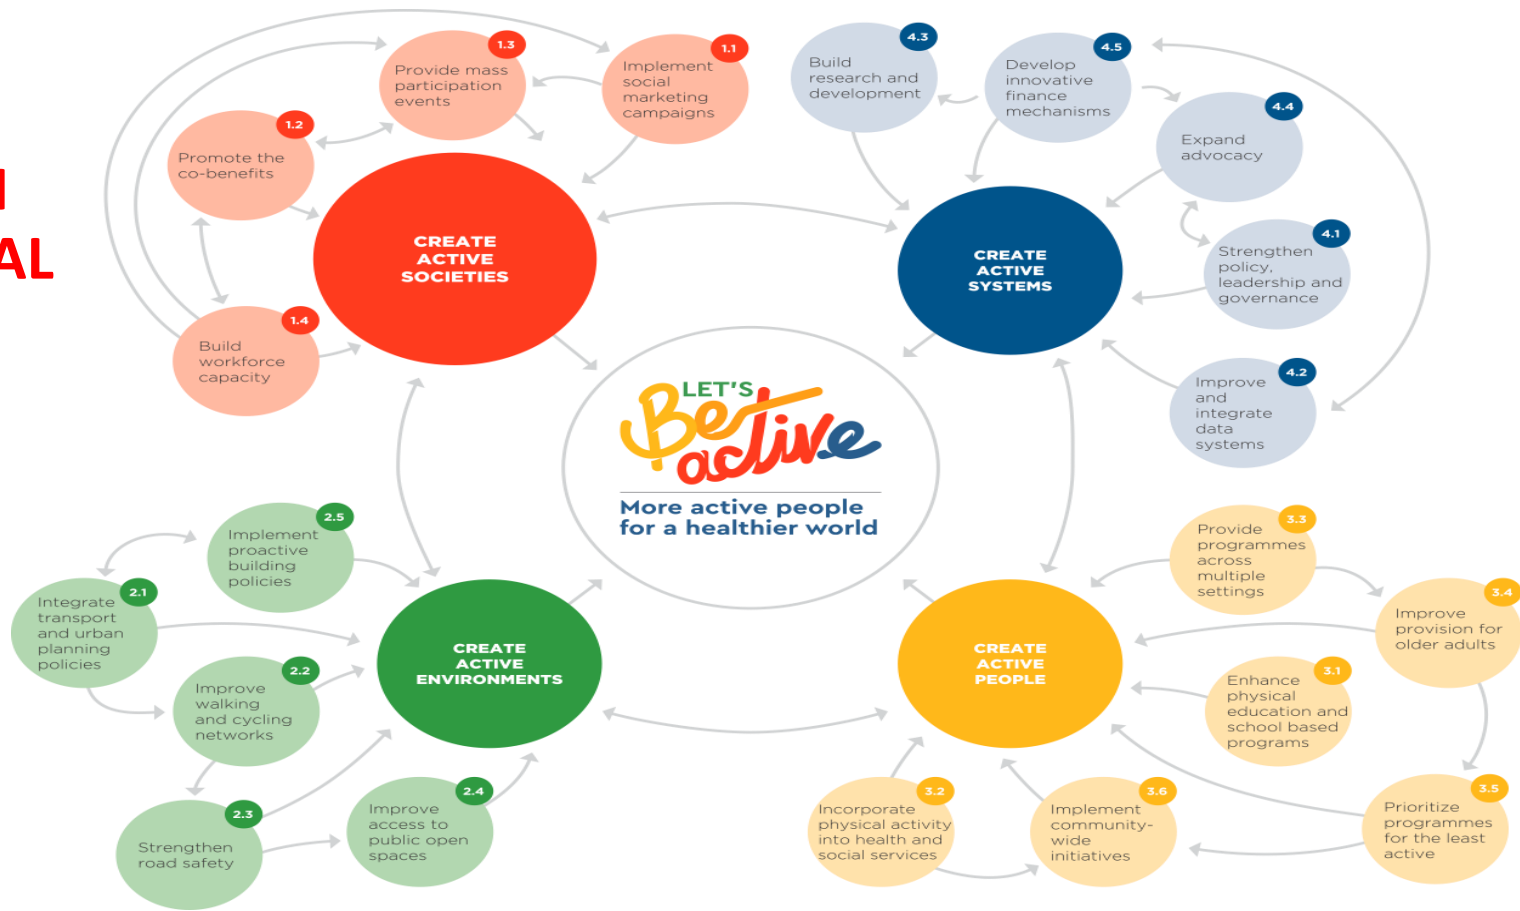 AL
1.3
Provide mass
participation
events
1.1
Implement
social
marketing
campaigns
1.2
Promote the
co-benefits
1.4
Build
workforce
capacity
CREATE
ACTIVE
SOCIETIES
4.3
Build
research and
development
4.5
Develop
innovative
finance
mechanisms
4.4
Expand
advocacy
4.1
Strengthen
policy,
leadership and
governance
4.2
Improve
and
integrate
data
systems
CREATE
ACTIVE
SYSTEMS
LET'S
Be
active
More active people
for a healthier world
2.5
Implement
proactive
building
policies
2.1
Integrate
transport
and urban
planning
policies
2.2
Improve
walking
and cycling
networks
2.3
Strengthen
road safety
2.4
Improve
access to
public open
spaces
CREATE
ACTIVE
ENVIRONMENTS
3.3
Provide
programmes
across
multiple
settings
3.4
Improve
provision for
older adults
3.1
Enhance
physical
education and
school based
programs
3.5
Prioritize
programmes
for the least
active
3.2
Incorporate
physical activity
into health and
social services
3.6
Implement
community-
wide
initiatives
CREATE
ACTIVE
PEOPLE